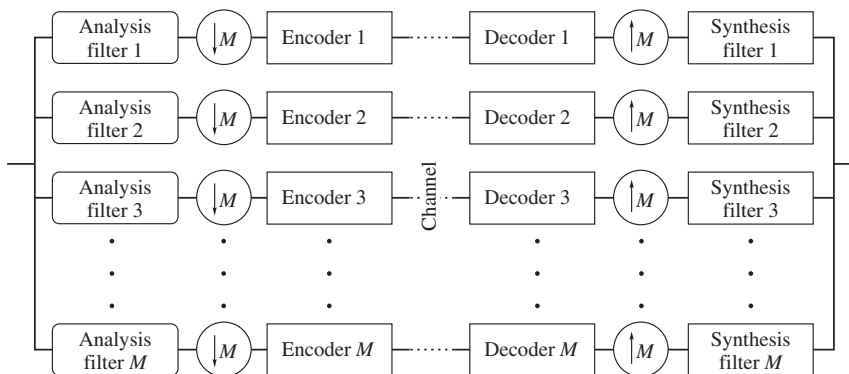 Analysis
filter 1
M
Encoder 1
Decoder 1
M
Synthesis
filter 1
Analysis
filter 2
M
Encoder 2
Decoder 2
M
Synthesis
filter 2
Analysis
filter 3
M
Encoder 3
Channel
Decoder 3
M
Synthesis
filter 3
Analysis
filter M
M
Encoder M
Decoder M
M
Synthesis
filter M